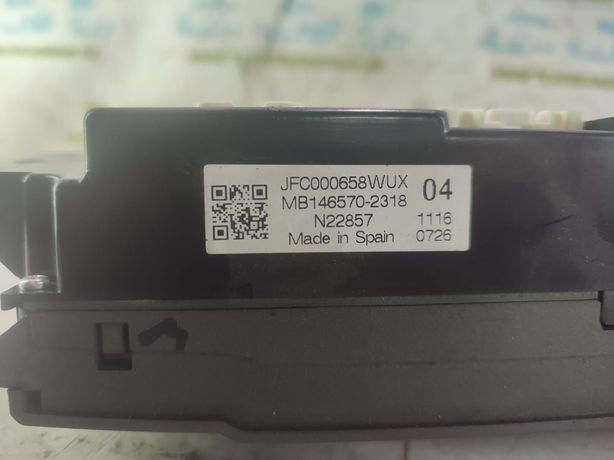 JFC000658WUX 04
MB146570-2318
N22857 1116
Made in Spain 0726